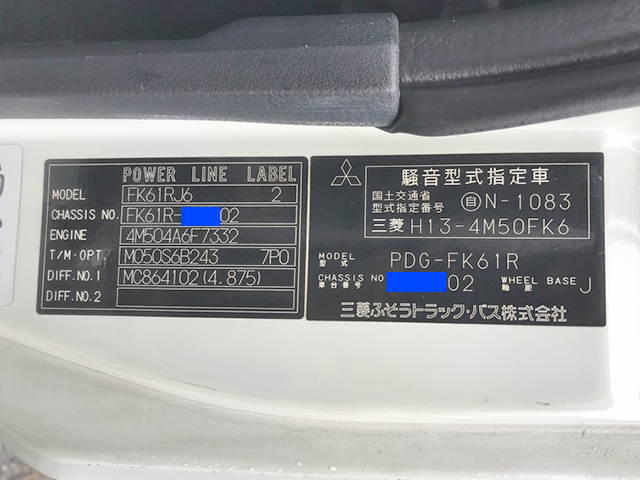 POWER LINE LABEL
MODEL FK61RJ6 2
CHASSIS NO. FK61R- 02
ENGINE 4M504A6F7332
T/M・OPT. M050S6B243 7P0
DIFF.NO.1 MC864102(4.875)
DIFF.NO.2
騒音型式指定車
国土交通省
型式指定番号 自 N-1083
三菱 H13-4M50FK6
MODEL 型式 PDG-FK61R
CHASSIS NO 車台番号 02 WHEEL BASE 軸距 J
三菱ふそうトラック・バス株式会社